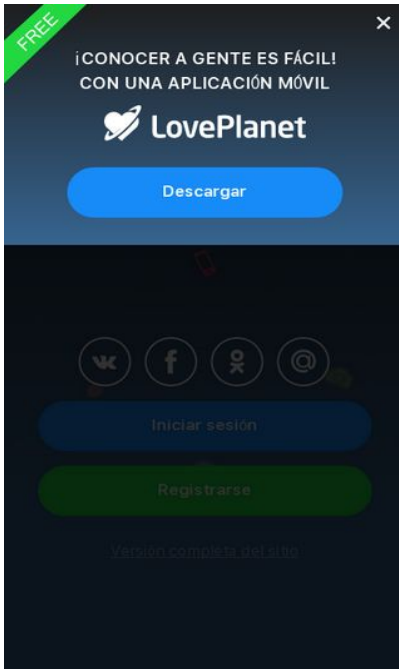 FREE
¡CONOCER A GENTE ES FÁCIL!
CON UNA APLICACIÓN MÓVIL
LovePlanet
Descargar
Iniciar sesión
Registrarse
Versión completa del sitio